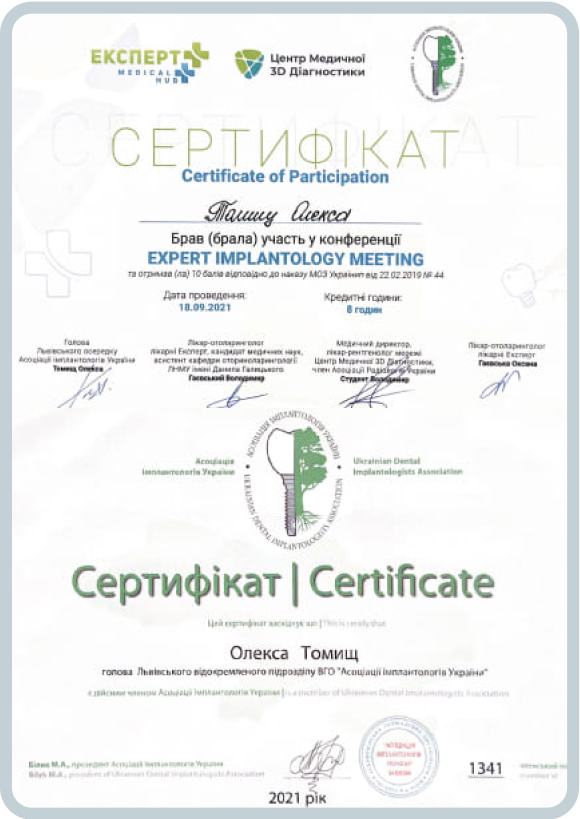 ЕКСПЕРТ
MEDICAL
HUB
Центр Медичної
3D Діагностики
СЕРТИФІКАТ
Certificate of Participation
Томищ Олекса
Брав (брала) участь у конференції
EXPERT IMPLANTOLOGY MEETING
та отримав (ла) 10 балів відповідно до наказу МОЗ України від 22.02.2019 № 44
Дата проведення:
18.09.2021
Кредитні години:
8 годин
Голова
Львівського осередку
Асоціації імплантологів України
Томищ Олекса
Лікар-отоларинголог
лікарні Експерт, кандидат медичних наук,
асистент кафедри оториноларингології
ЛНМУ імені Данила Галицького
Гаєвський Володимир
Медичний директор,
лікар-рентгенолог мережі
Центр Медичної 3D Діагностики,
член Асоціації Радіологів України
Студент Володимир
Лікар-отоларинголог
лікарні Експерт
Гаєвська Оксана
Асоціація
Імплантологів України
АСОЦІАЦІЯ ІМПЛАНТОЛОГІВ УКРАЇНИ
UKRAINIAN DENTAL IMPLANTOLOGISTS ASSOCIATION
Ukrainian Dental
Implantologists Association
Сертифікат | Certificate
Цей сертифікат засвідчує що | This is certify that
Олекса Томищ
голова Львівського відокремленого підрозділу ВГО "Асоціації імплантологів України"
є дійсним членом Асоціації Імплантологів України | is a member of Ukrainian Dental Implantologists Association
Білик М.А., президент Асоціації Імплантологів України
Bilyk M.A., president of Ukrainian Dental Implantologists Association
1341
2021 рік